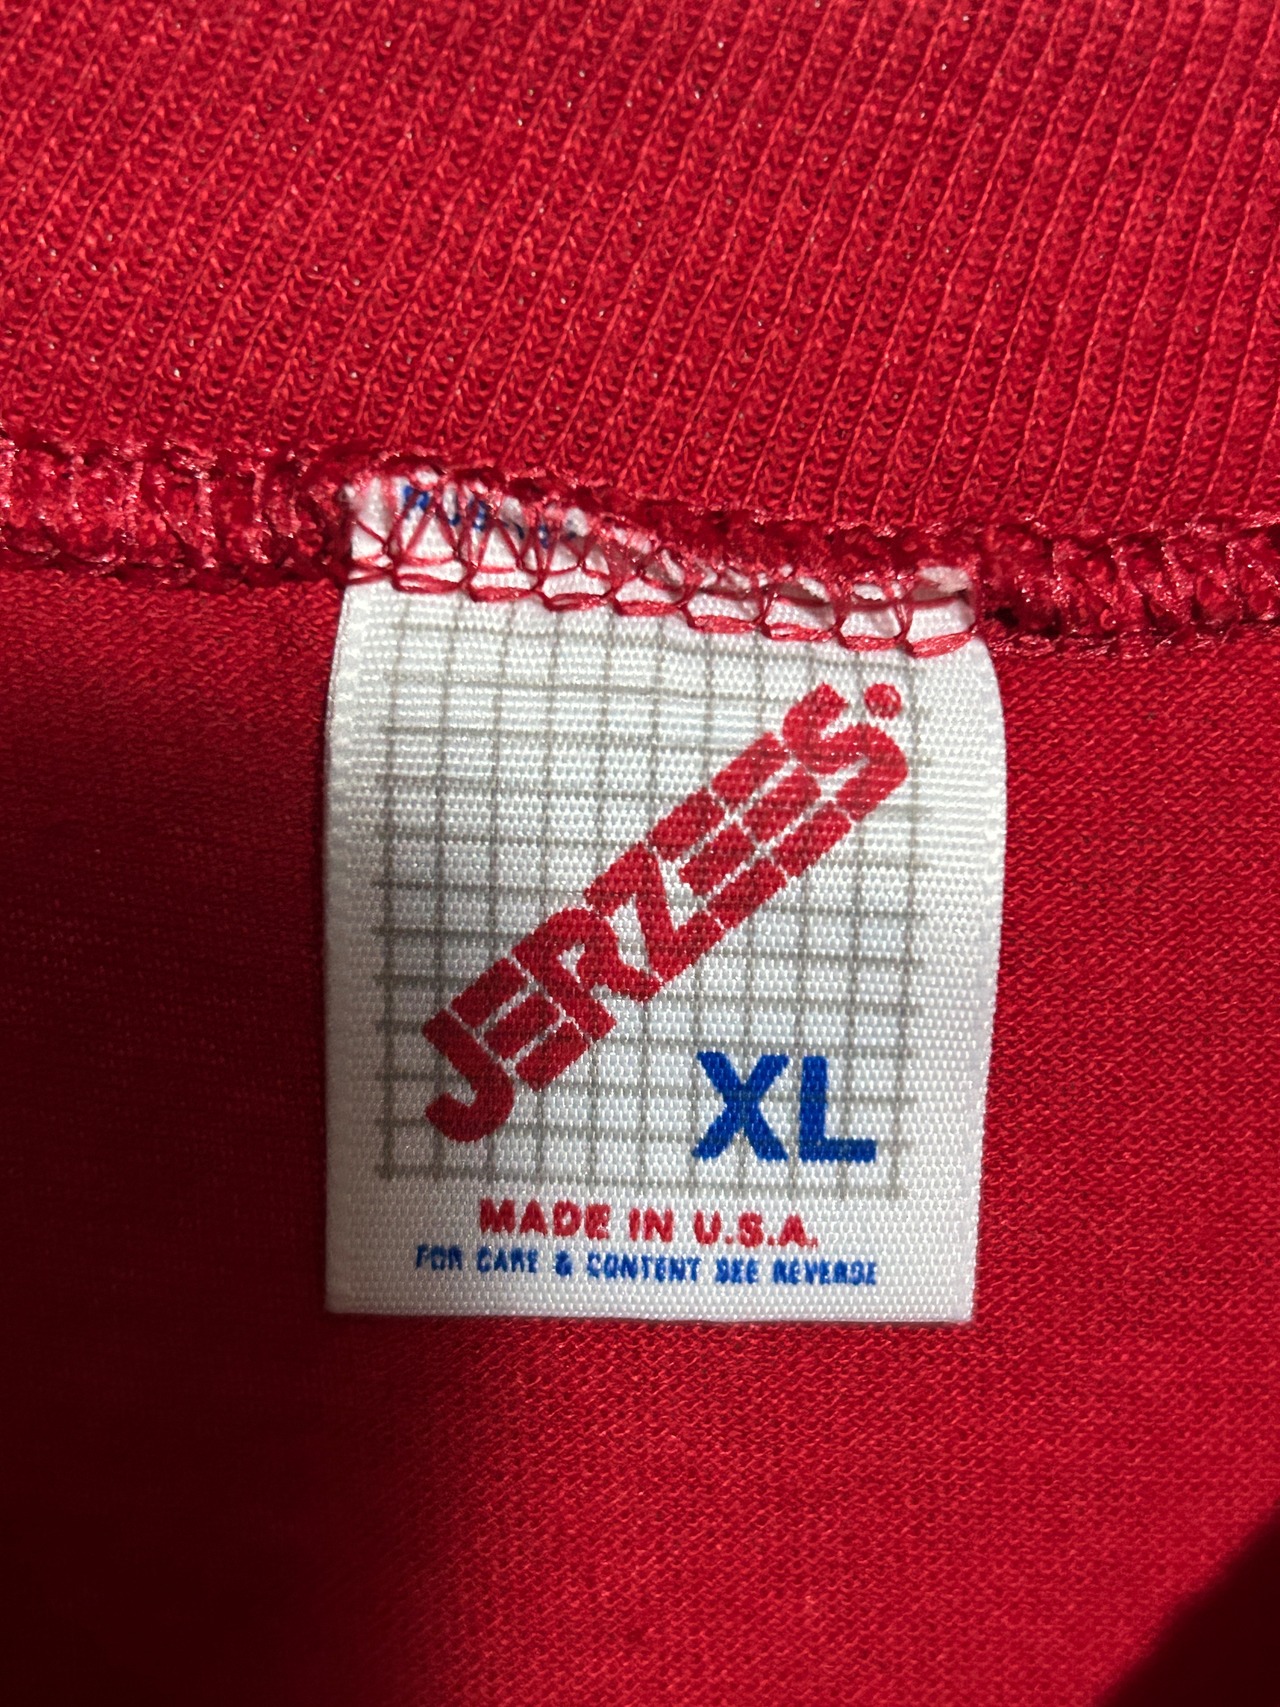 JERZEES
XL
MADE IN U.S.A.
FOR CARE & CONTENT SEE REVERSE